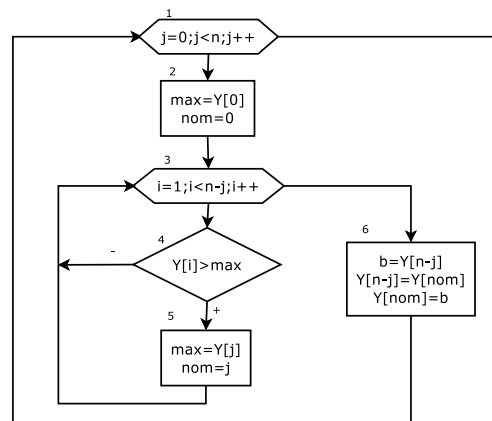 1
j=0;j<n;j++
2
max=Y[0]
nom=0
3
i=1;i<n-j;i++
4
Y[i]>max
-
+
5
max=Y[j]
nom=j
6
b=Y[n-j]
Y[n-j]=Y[nom]
Y[nom]=b